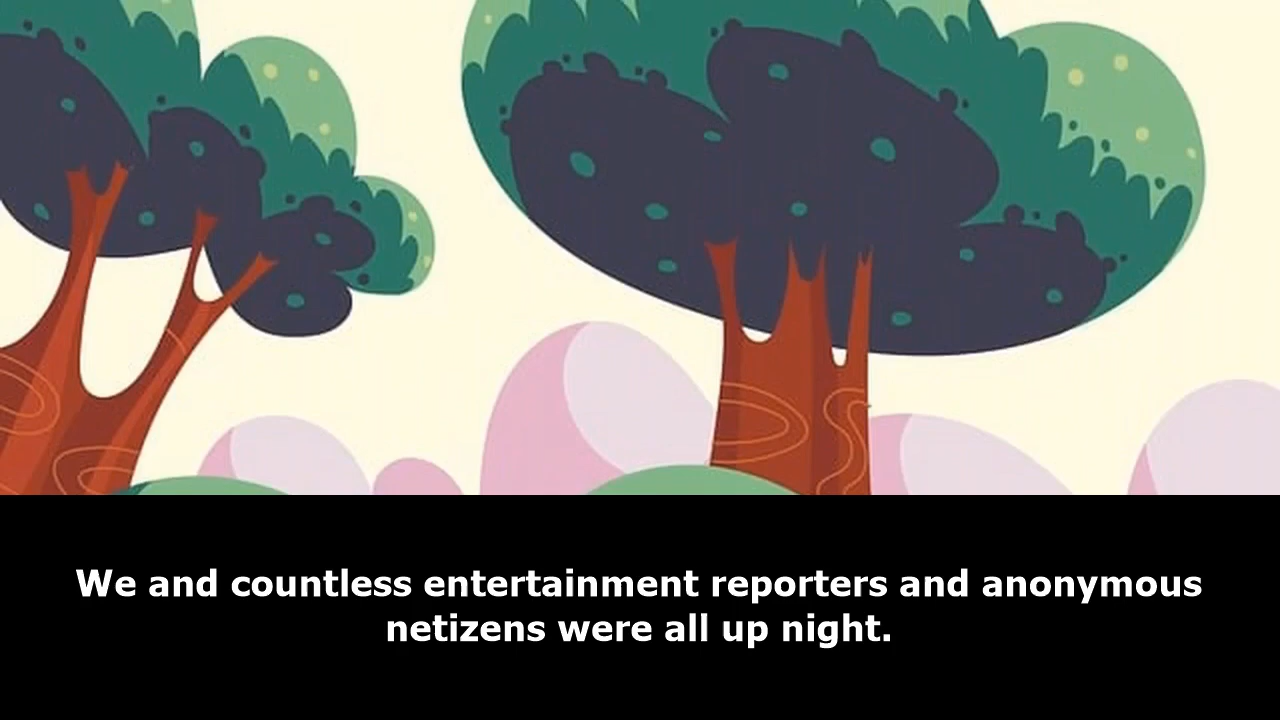 We and countless entertainment reporters and anonymous
netizens were all up night.